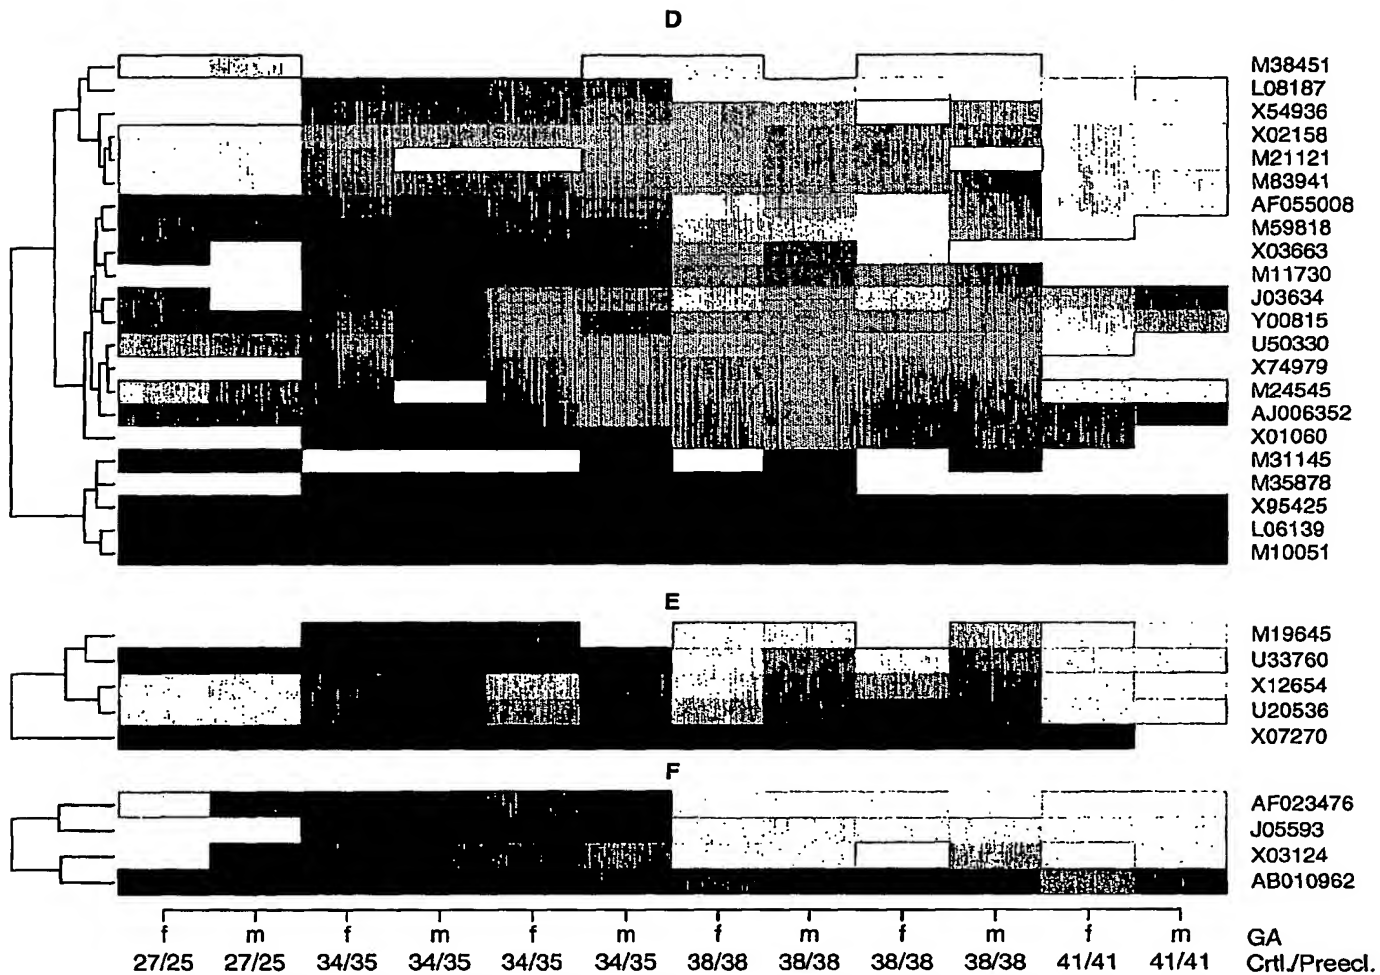 D
M38451
L08187
X54936
X02158
M21121
M83941
AF055008
M59818
X03663
M11730
J03634
Y00815
U50330
X74979
M24545
AJ006352
X01060
M31145
M35878
X95425
L06139
M10051
E
M19645
U33760
X12654
U20536
X07270
F
AF023476
J05593
X03124
AB010962
f m f m f m f m f m f m GA
27/25 27/25 34/35 34/35 34/35 34/35 38/38 38/38 38/38 38/38 41/41 41/41 Crtl./Preecl.